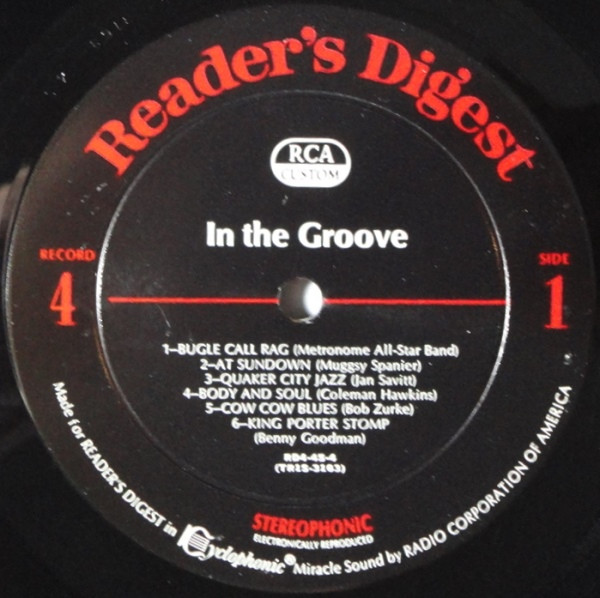 Reader's Digest
RCA
CUSTOM
In the Groove
RECORD
4
SIDE
1
1–BUGLE CALL RAG (Metronome All-Star Band)
2–AT SUNDOWN (Muggsy Spanier)
3–QUAKER CITY JAZZ (Jan Savitt)
4–BODY AND SOUL (Coleman Hawkins)
5–COW COW BLUES (Bob Zurke)
6–KING PORTER STOMP
(Benny Goodman)
RD4-45-4
(TR2S-3263)
STEREOPHONIC
ELECTRONICALLY REPRODUCED
Made for READER'S DIGEST in Cyclophonic® Miracle Sound by RADIO CORPORATION OF AMERICA